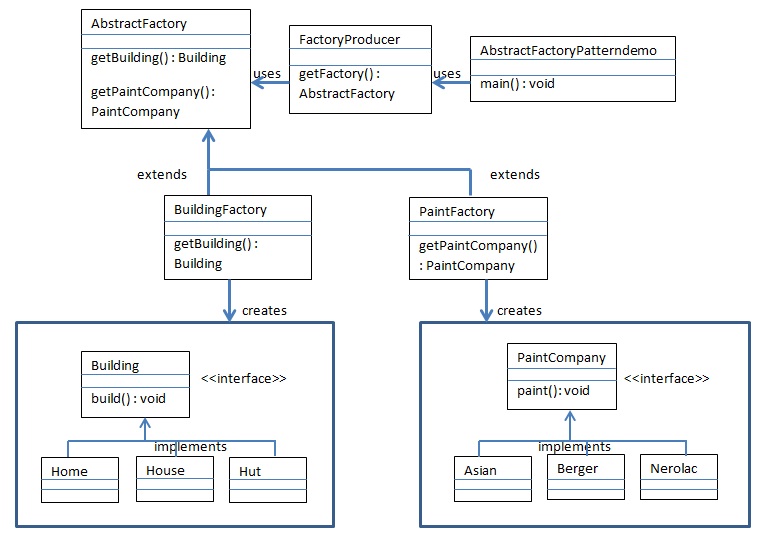 AbstractFactory
getBuilding() : Building
getPaintCompany():
PaintCompany
uses
FactoryProducer
getFactory() :
AbstractFactory
uses
AbstractFactoryPatterndemo
main() : void
extends
extends
BuildingFactory
getBuilding() :
Building
PaintFactory
getPaintCompany()
: PaintCompany
creates
creates
Building
build() : void
<<interface>>
implements
Home
House
Hut
PaintCompany
paint(): void
<<interface>>
implements
Asian
Berger
Nerolac